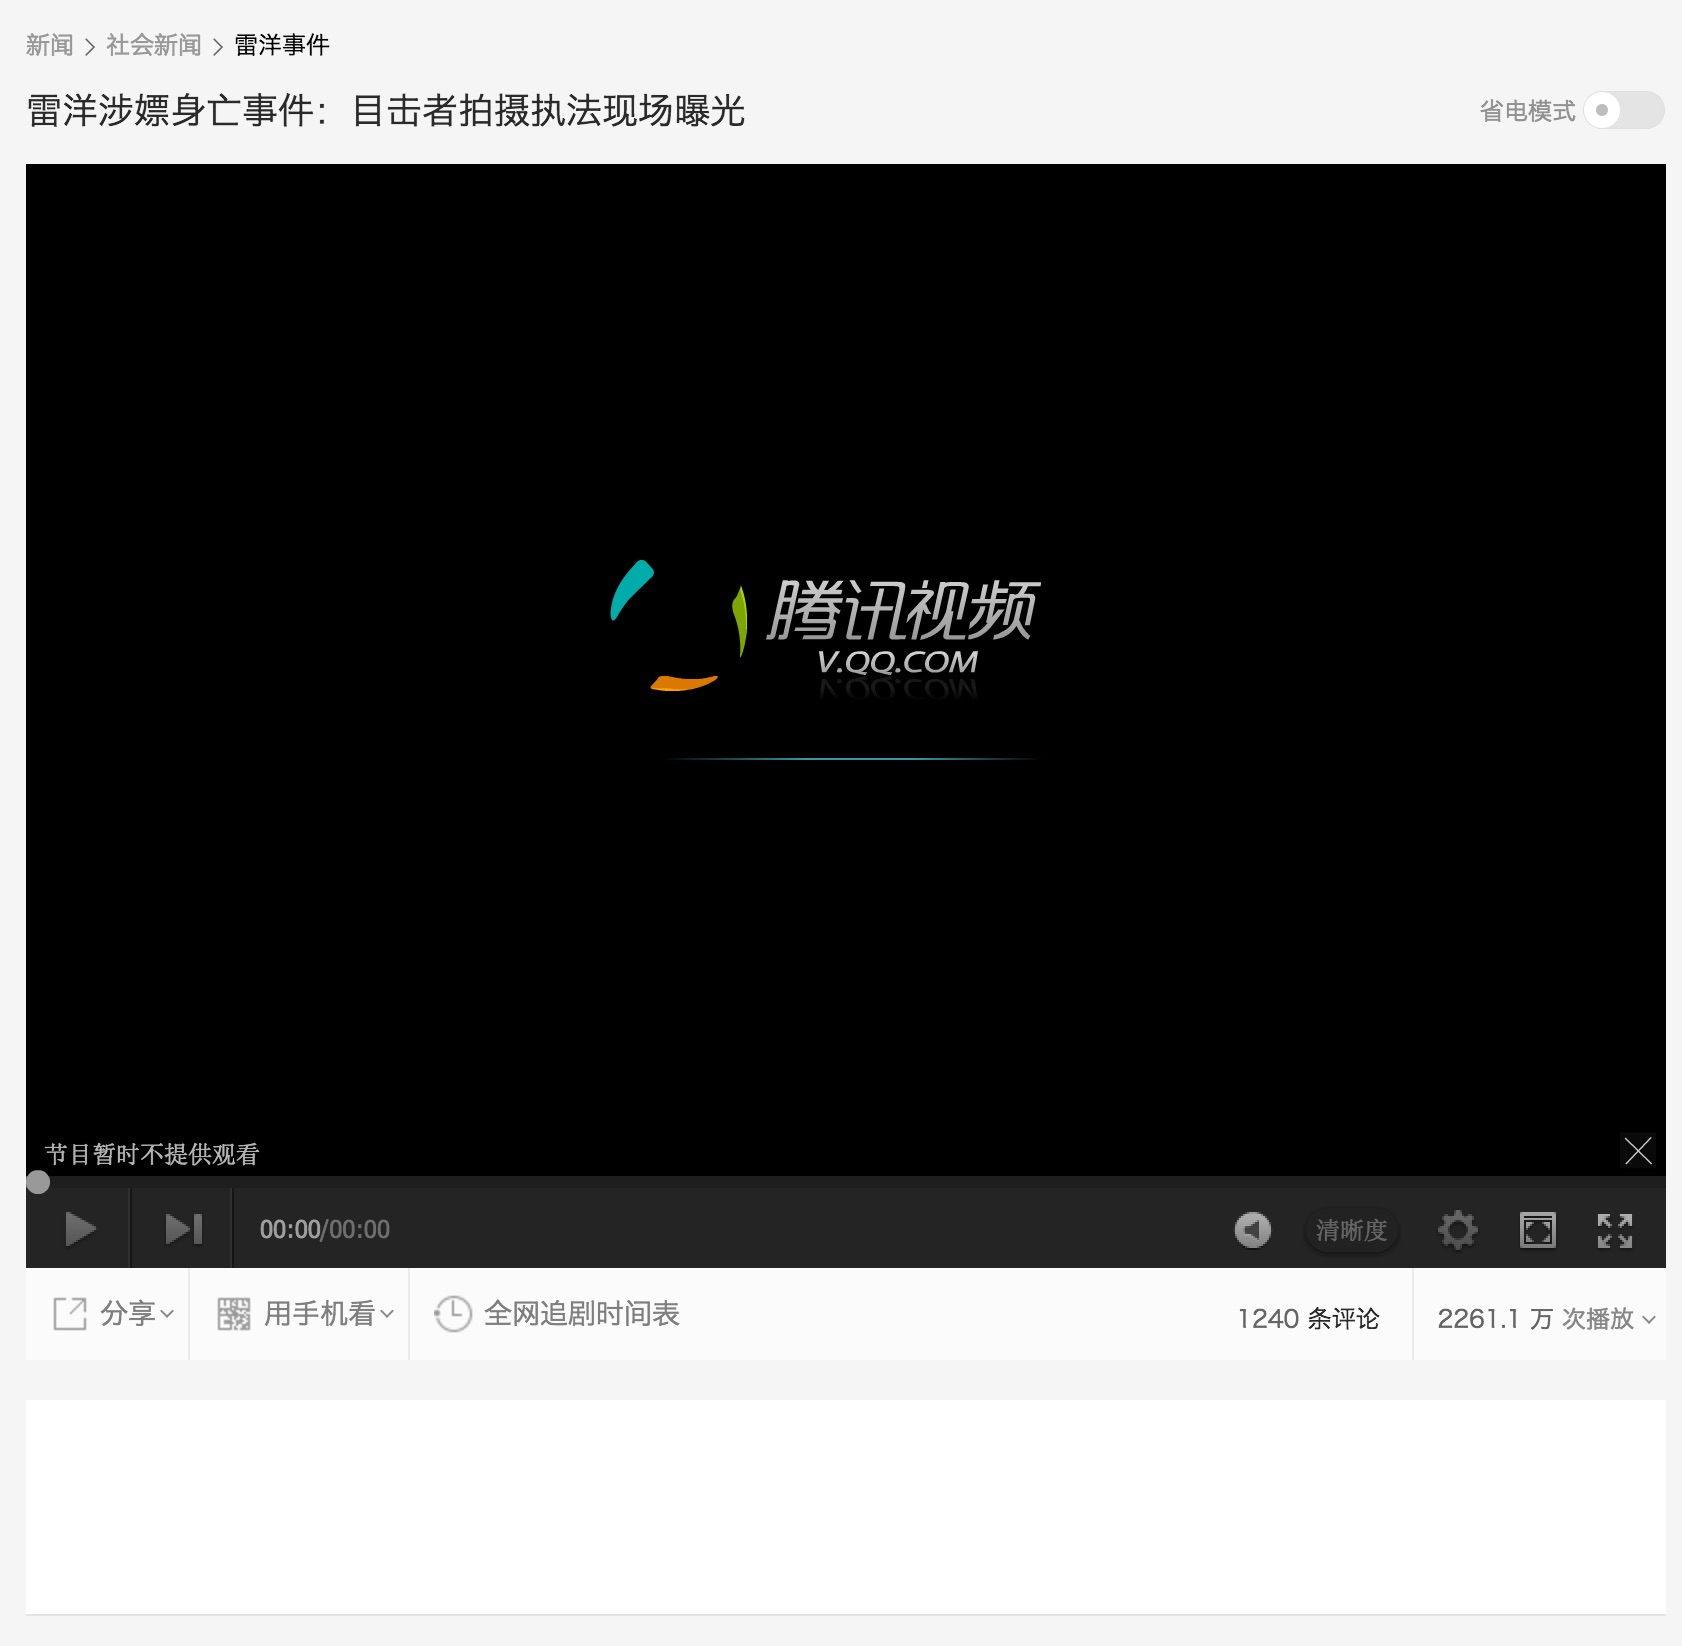 新闻 > 社会新闻 > 雷洋事件
雷洋涉嫖身亡事件：目击者拍摄执法现场曝光
省电模式
腾讯视频
V.QQ.COM
节目暂时不提供观看
00:00/00:00
清晰度
分享
用手机看
全网追剧时间表
1240 条评论
2261.1 万 次播放